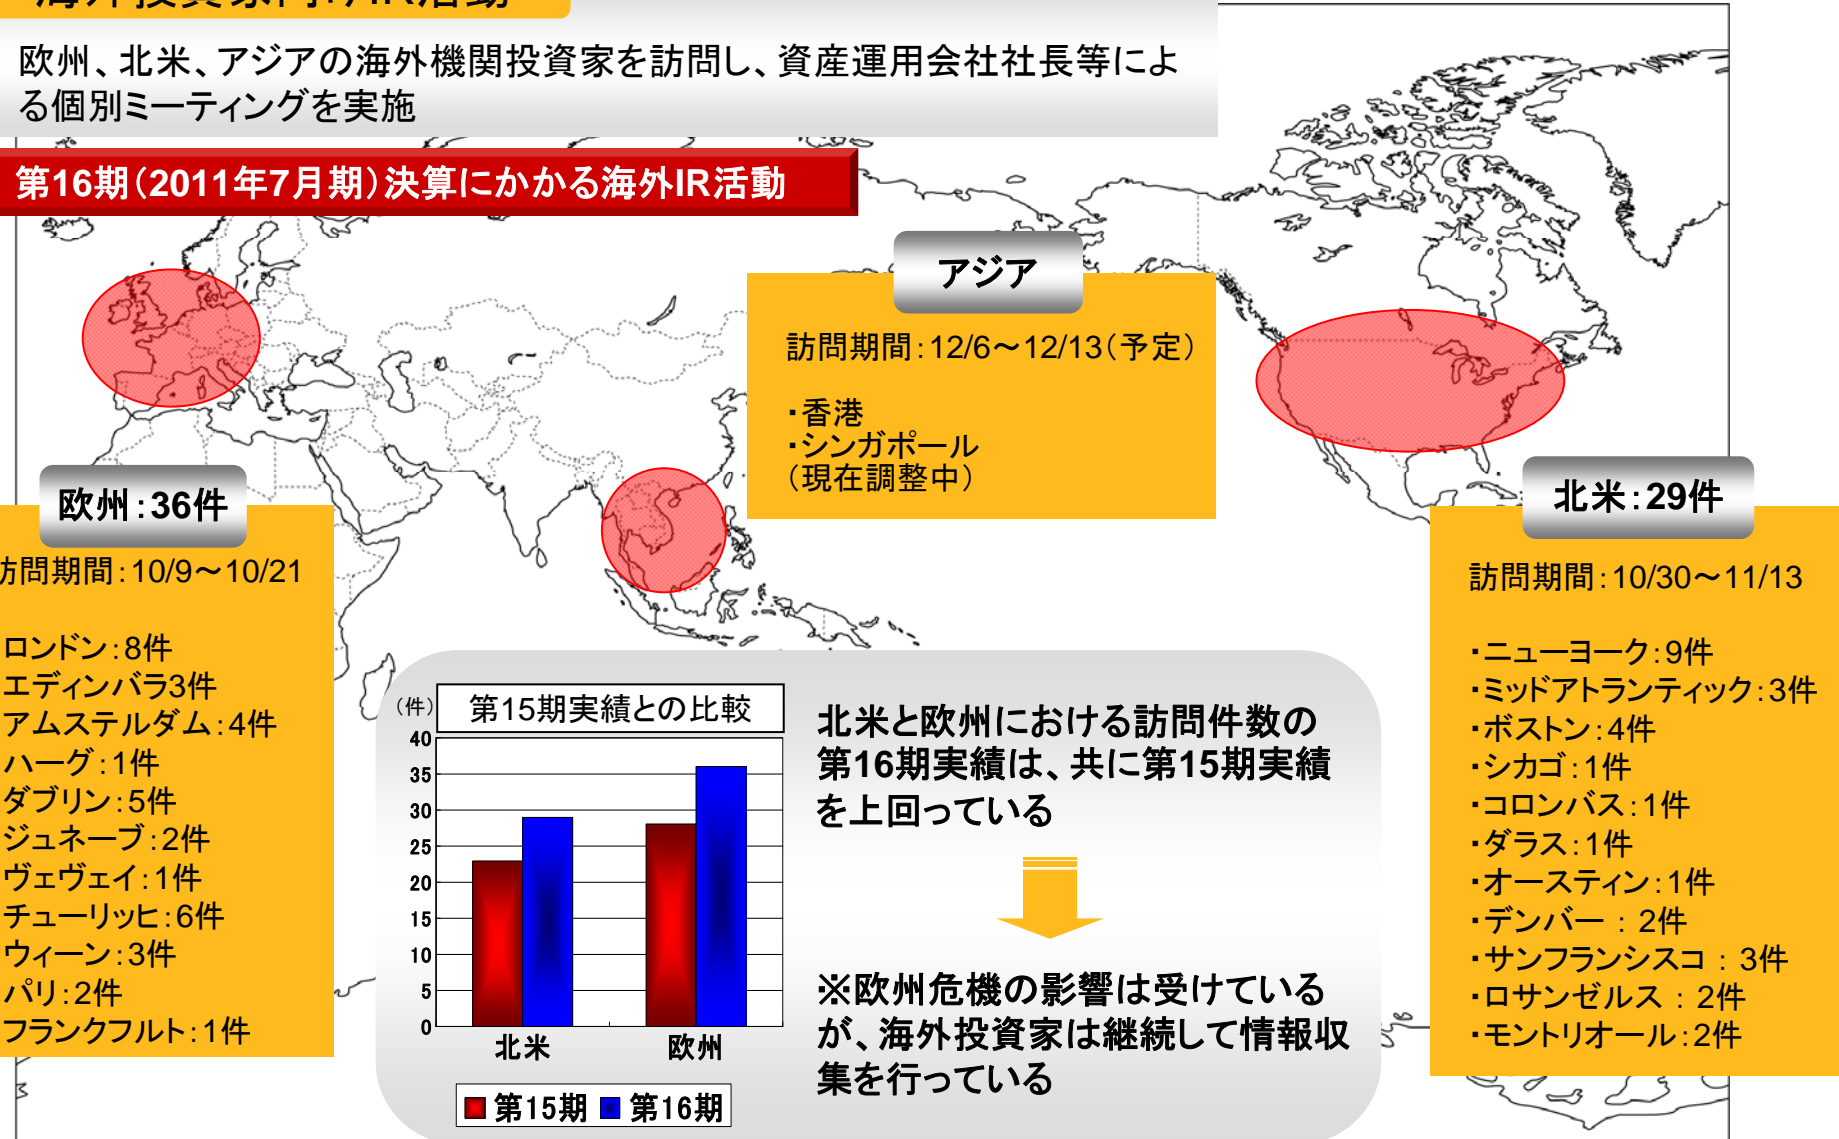 海外投資家向けIR活動
欧州、北米、アジアの海外機関投資家を訪問し、資産運用会社社長等によ
る個別ミーティングを実施
第16期（2011年7月期）決算にかかる海外IR活動
アジア
訪問期間：12/6～12/13（予定）
・香港
・シンガポール
（現在調整中）
欧州：36件
訪問期間：10/9～10/21
ロンドン：8件
エディンバラ3件
アムステルダム：4件
ハーグ：1件
ダブリン：5件
ジュネーブ：2件
ヴェヴェイ：1件
チューリッヒ：6件
ウィーン：3件
パリ：2件
フランクフルト：1件
北米：29件
訪問期間：10/30～11/13
・ニューヨーク：9件
・ミッドアトランティック：3件
・ボストン：4件
・シカゴ：1件
・コロンバス：1件
・ダラス：1件
・オースティン：1件
・デンバー：2件
・サンフランシスコ：3件
・ロサンゼルス：2件
・モントリオール：2件
（件）
第15期実績との比較
40
35
30
25
20
15
10
5
0
北米 欧州
第15期 第16期
北米と欧州における訪問件数の
第16期実績は、共に第15期実績
を上回っている
※欧州危機の影響は受けている
が、海外投資家は継続して情報収
集を行っている